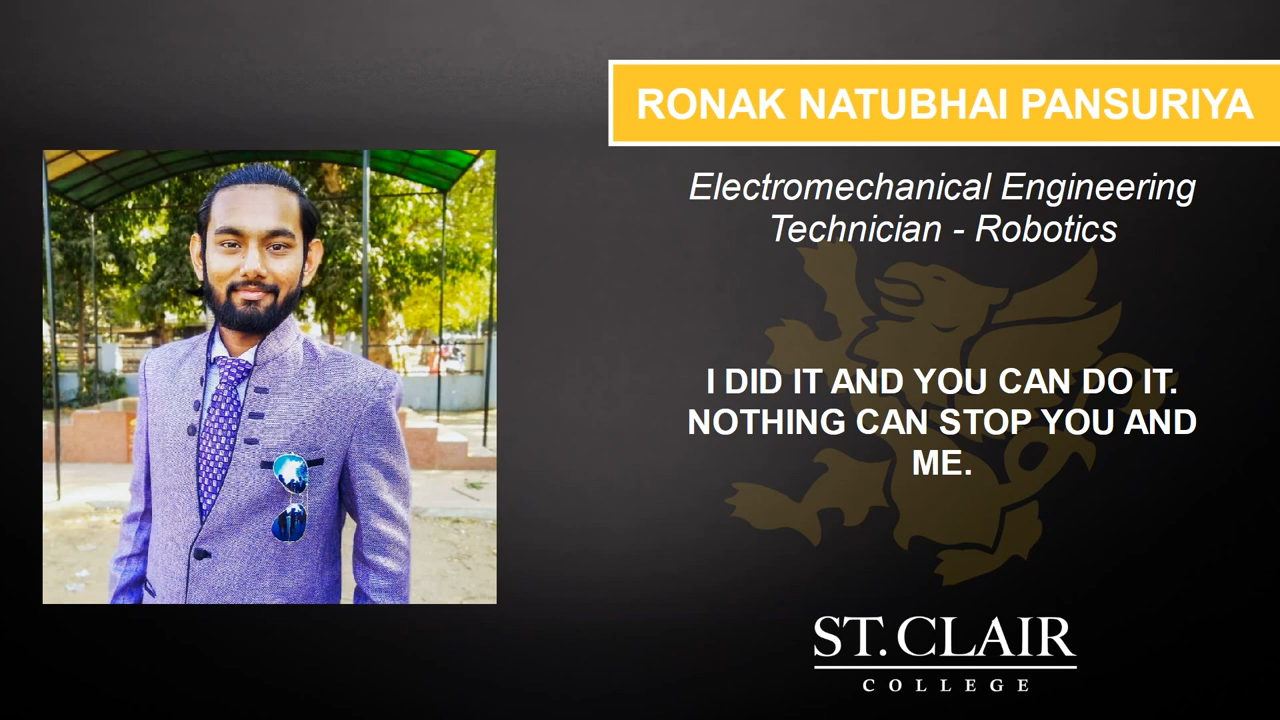 RONAK NATUBHAI PANSURIYA
Electromechanical Engineering
Technician - Robotics
I DID IT AND YOU CAN DO IT.
NOTHING CAN STOP YOU AND
ME.
ST. CLAIR
COLLEGE